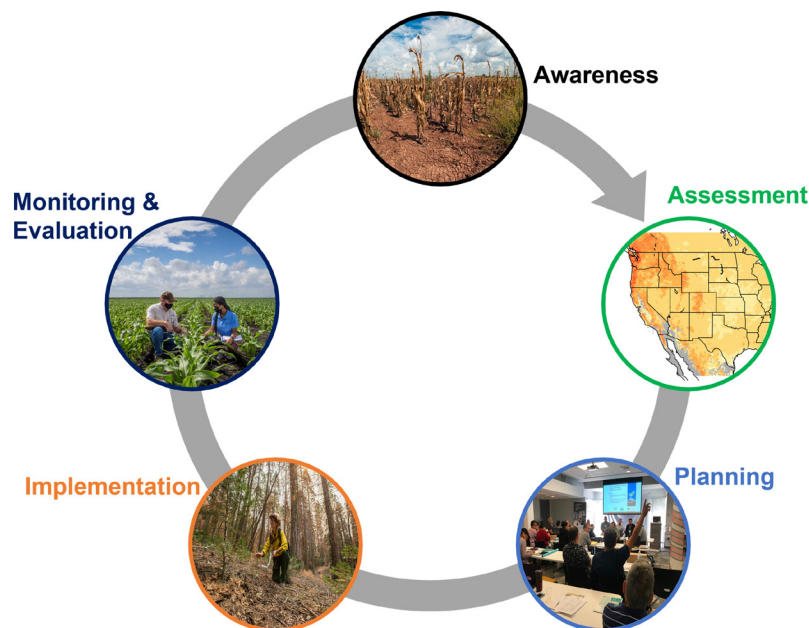 Awareness
Assessment
Monitoring &
Evaluation
Implementation
Planning